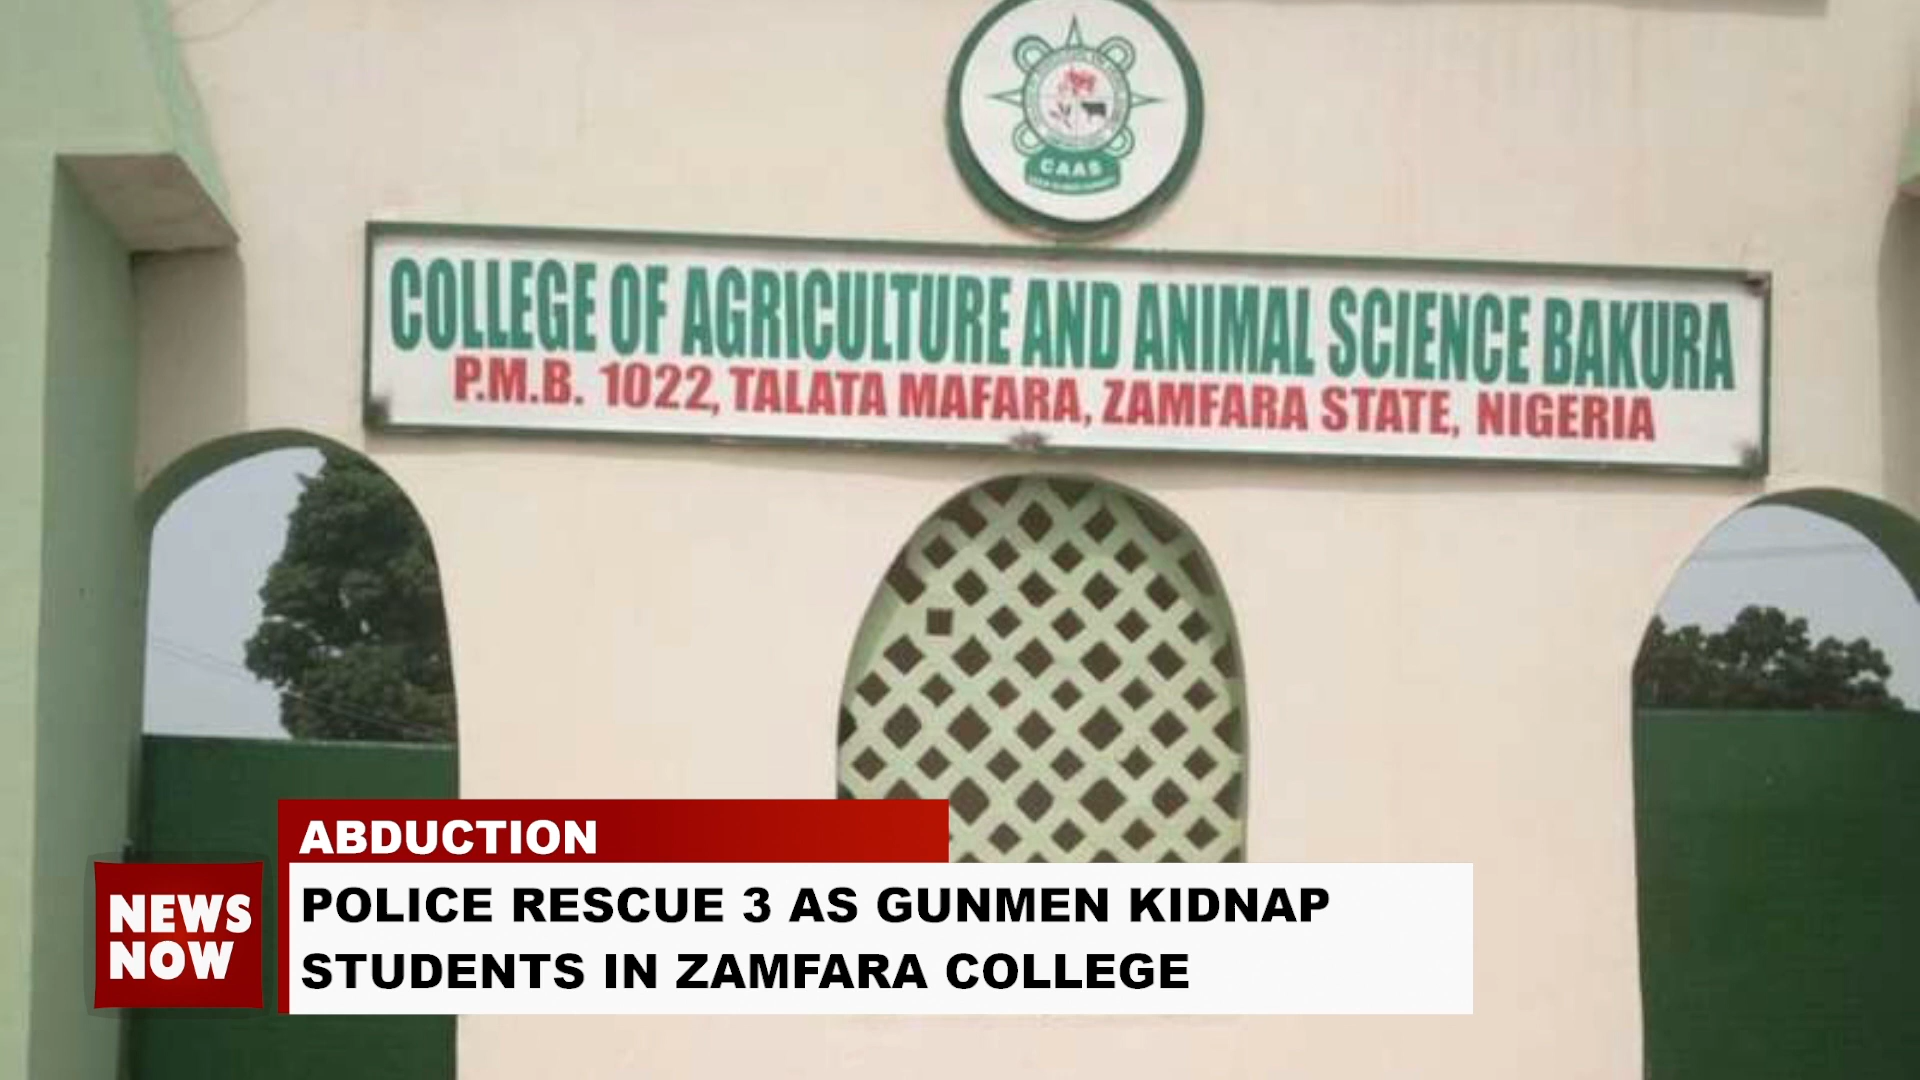 CAAS
COLLEGE OF AGRICULTURE AND ANIMAL SCIENCE BAKURA
P.M.B. 1022, TALATA MAFARA, ZAMFARA STATE, NIGERIA
ABDUCTION
NEWS
NOW
POLICE RESCUE 3 AS GUNMEN KIDNAP
STUDENTS IN ZAMFARA COLLEGE